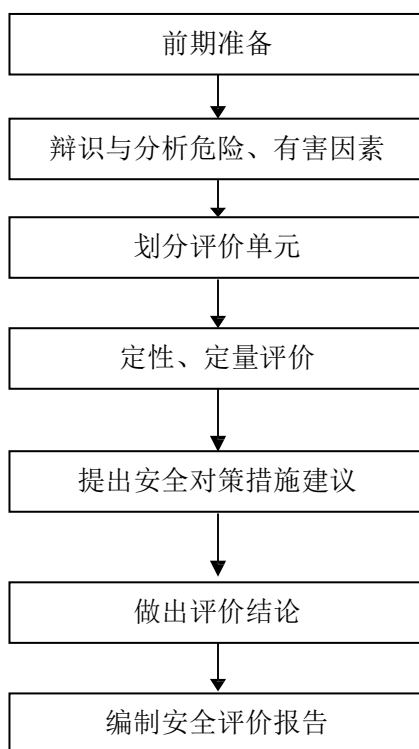 前期准备
辩识与分析危险、有害因素
划分评价单元
定性、定量评价
提出安全对策措施建议
做出评价结论
编制安全评价报告